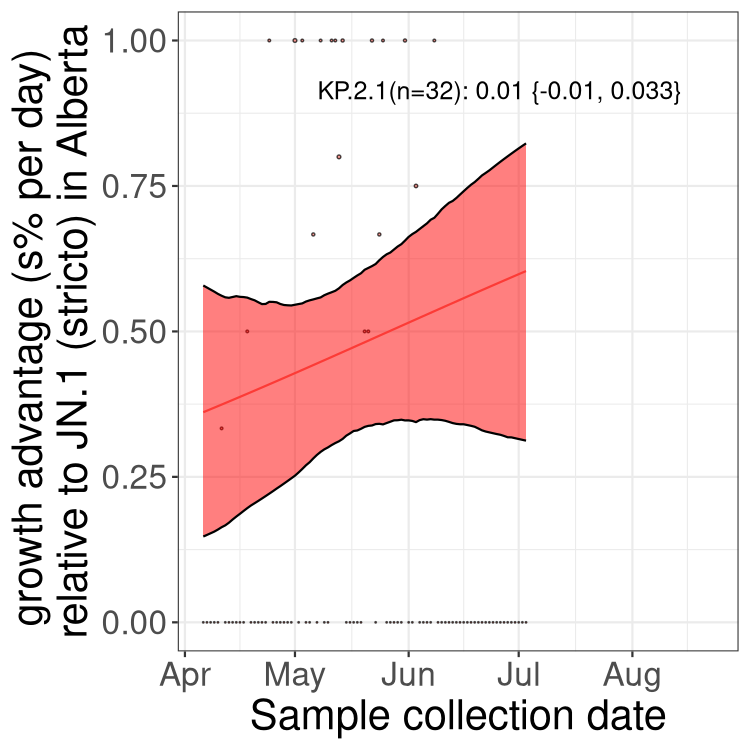 growth advantage (s% per day)
relative to JN.1 (stricto) in Alberta
1.00
0.75
0.50
0.25
0.00
KP.2.1(n=32): 0.01 {-0.01, 0.033}
Apr May Jun Jul Aug
Sample collection date